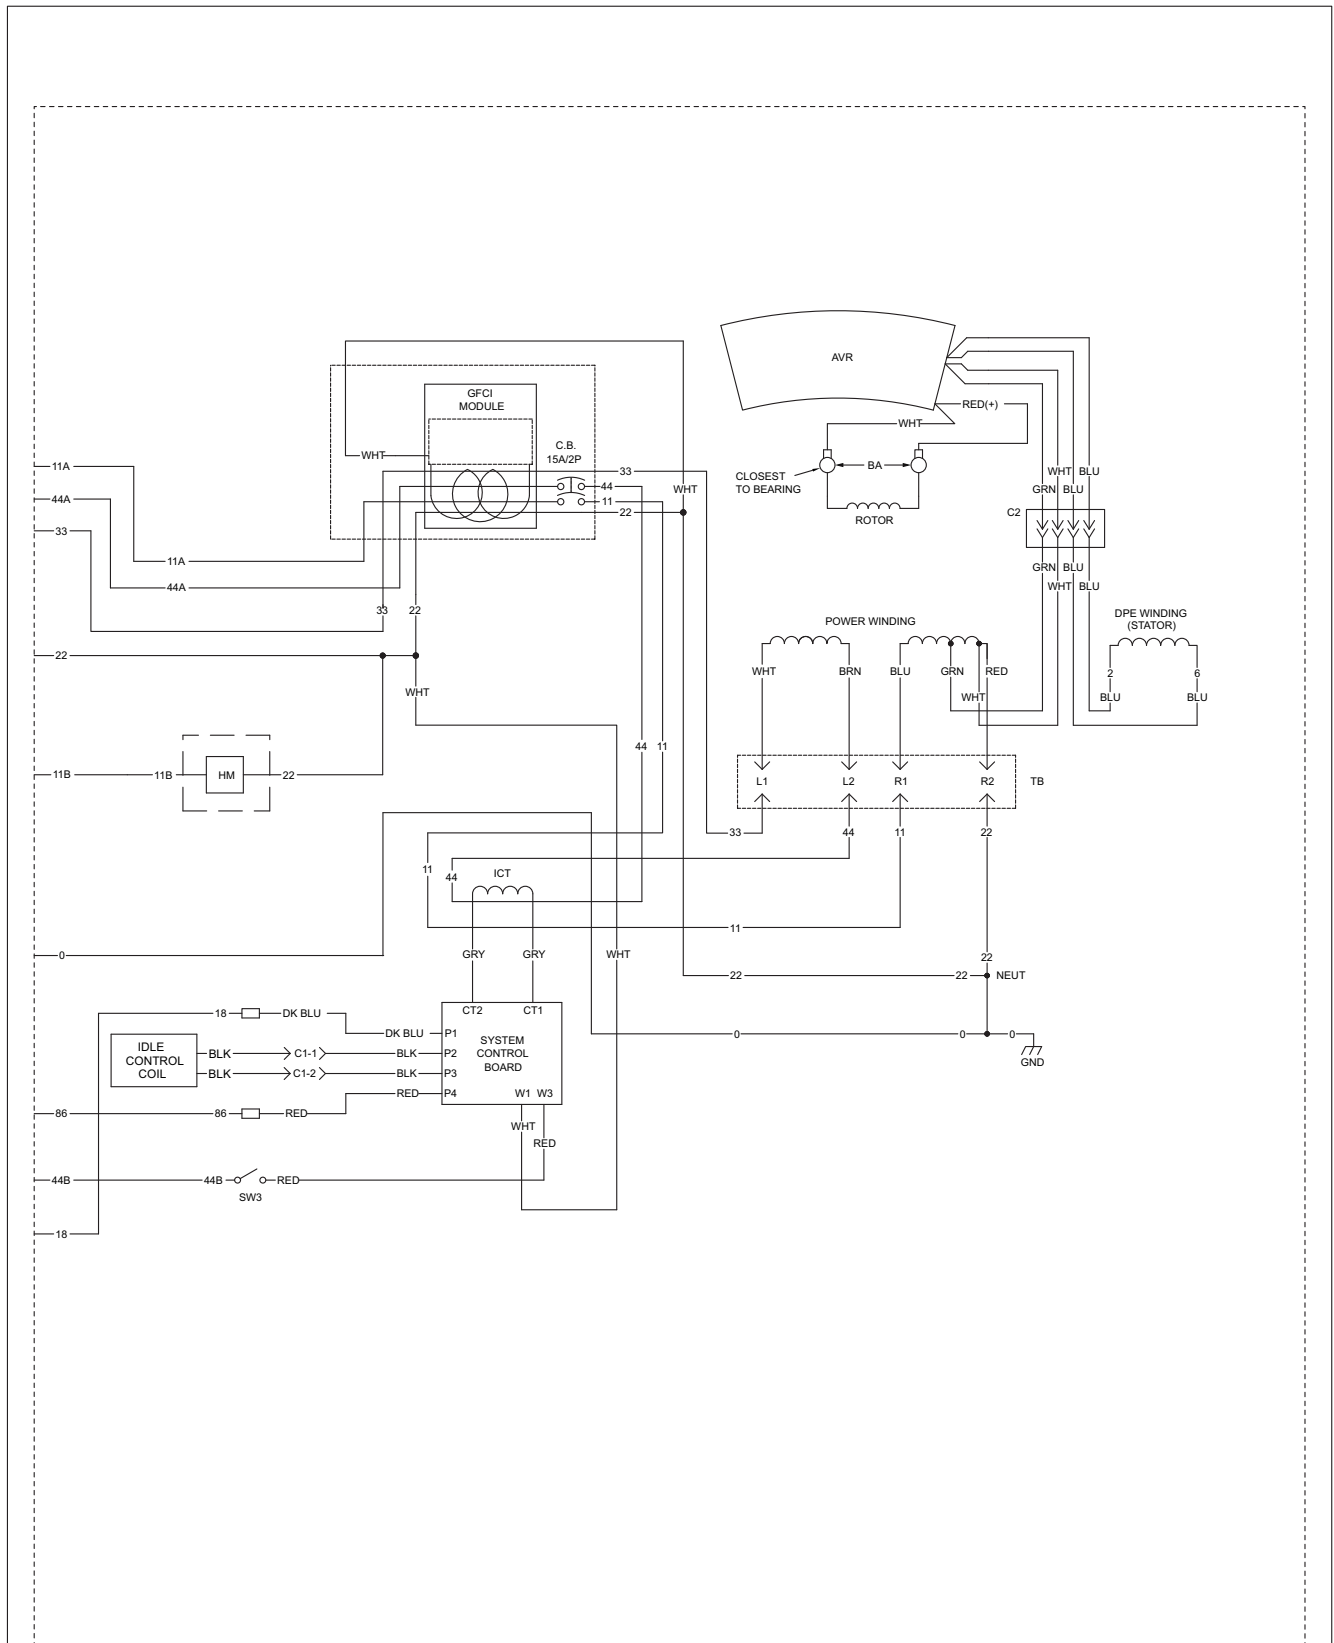 AVR
GFCI
MODULE
RED(+)
WHT
C.B.
15A/2P
WHT
11A
33
BA
CLOSEST
TO BEARING
WHT BLU
44
WHT
GRN BLU
44A
11
22
C2
ROTOR
33
11A
GRN BLU
44A
WHT BLU
33
22
DPE WINDING
(STATOR)
POWER WINDING
22
WHT
BRN
BLU
GRN
RED
2
6
WHT
WHT
BLU
BLU
44
11
11B
11B
HM
22
L1
L2
R1
R2
TB
33
44
11
22
11
44
ICT
11
0
GRY
GRY
WHT
22
22
22
NEUT
CT2
CT1
18
DK BLU
DK BLU
P1
0
0
0
IDLE
CONTROL
COIL
BLK
C1-1
BLK
P2
SYSTEM
CONTROL
BOARD
GND
BLK
C1-2
BLK
P3
RED
P4
W1 W3
86
86
RED
WHT
RED
44B
44B
RED
SW3
18